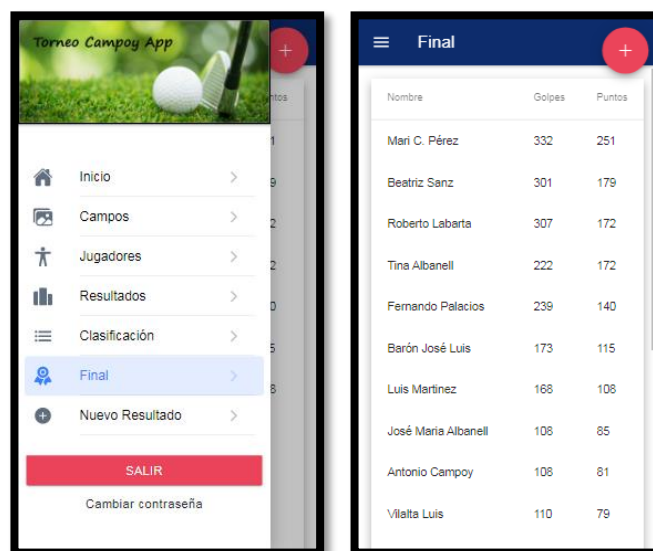 Torneo Campoy App
+
Inicio
Campos
Jugadores
Resultados
Clasificación
Final
Nuevo Resultado
SALIR
Cambiar contraseña
Final
+
Nombre Golpes Puntos
Mari C. Pérez 332 251
Beatriz Sanz 301 179
Roberto Labarta 307 172
Tina Albanell 222 172
Fernando Palacios 239 140
Barón José Luis 173 115
Luis Martinez 168 108
José Maria Albanell 108 85
Antonio Campoy 108 81
Vilalta Luis 110 79